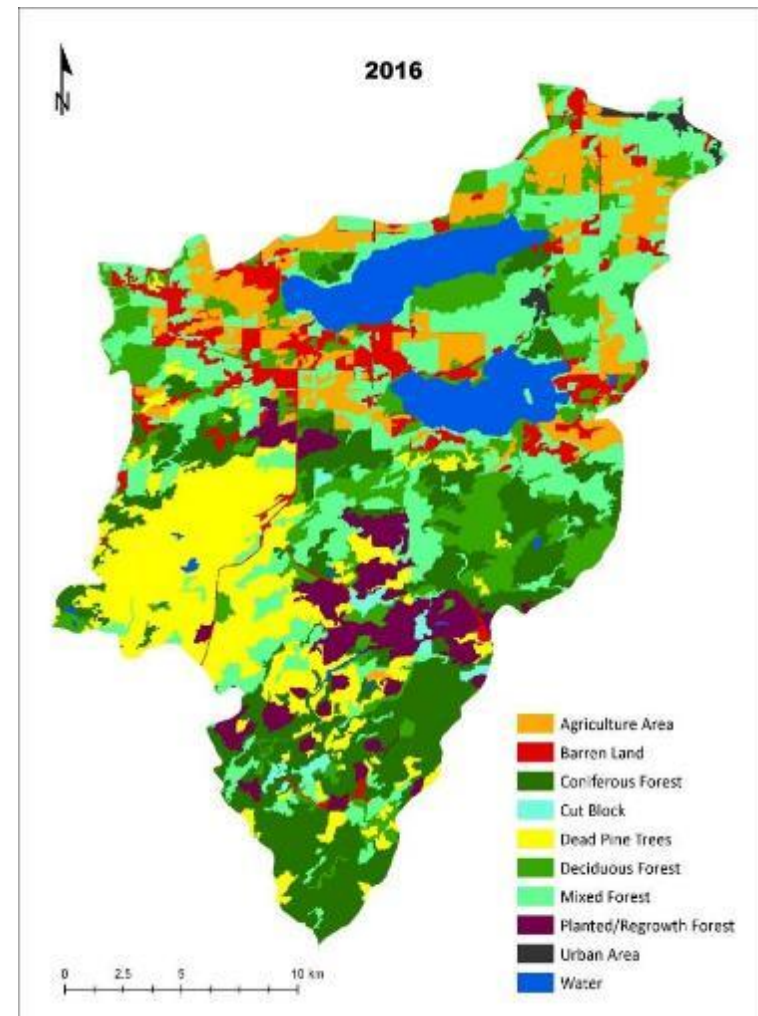 2016
N
Agriculture Area
Barren Land
Coniferous Forest
Cut Block
Dead Pine Trees
Deciduous Forest
Mixed Forest
Planted/Regrowth Forest
Urban Area
Water
0 2.5 5 10 km